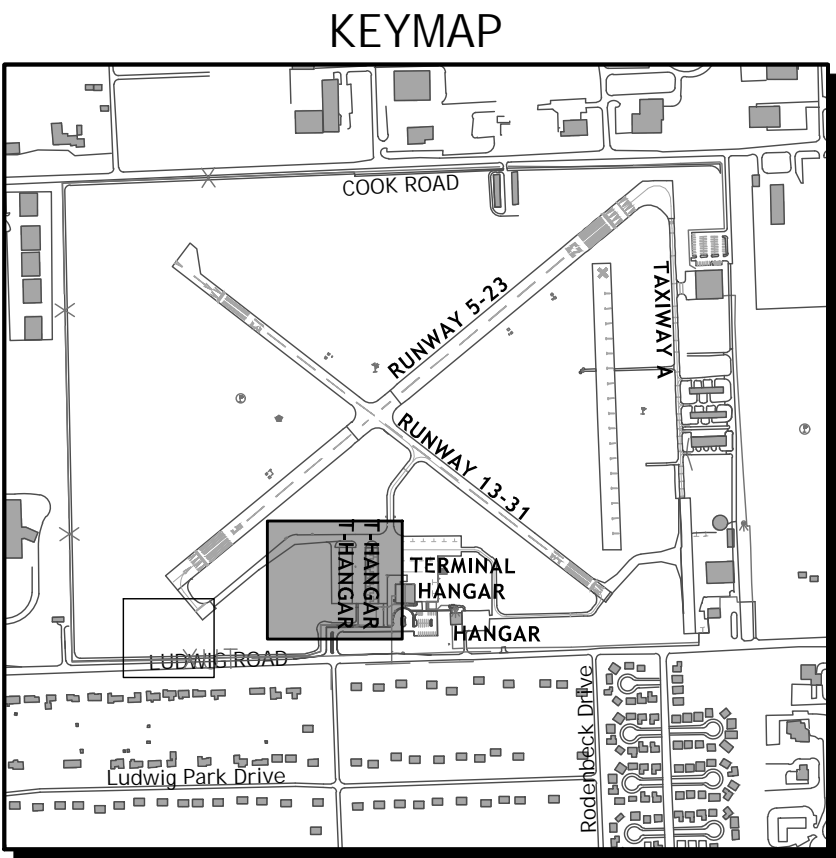 KEYMAP
COOK ROAD
RUNWAY 5-23
TAXIWAY A
RUNWAY 13-31
T-HANGAR
T-HANGAR
TERMINAL
HANGAR
HANGAR
LUDWIG ROAD
Rodenbeck Drive
Ludwig Park Drive